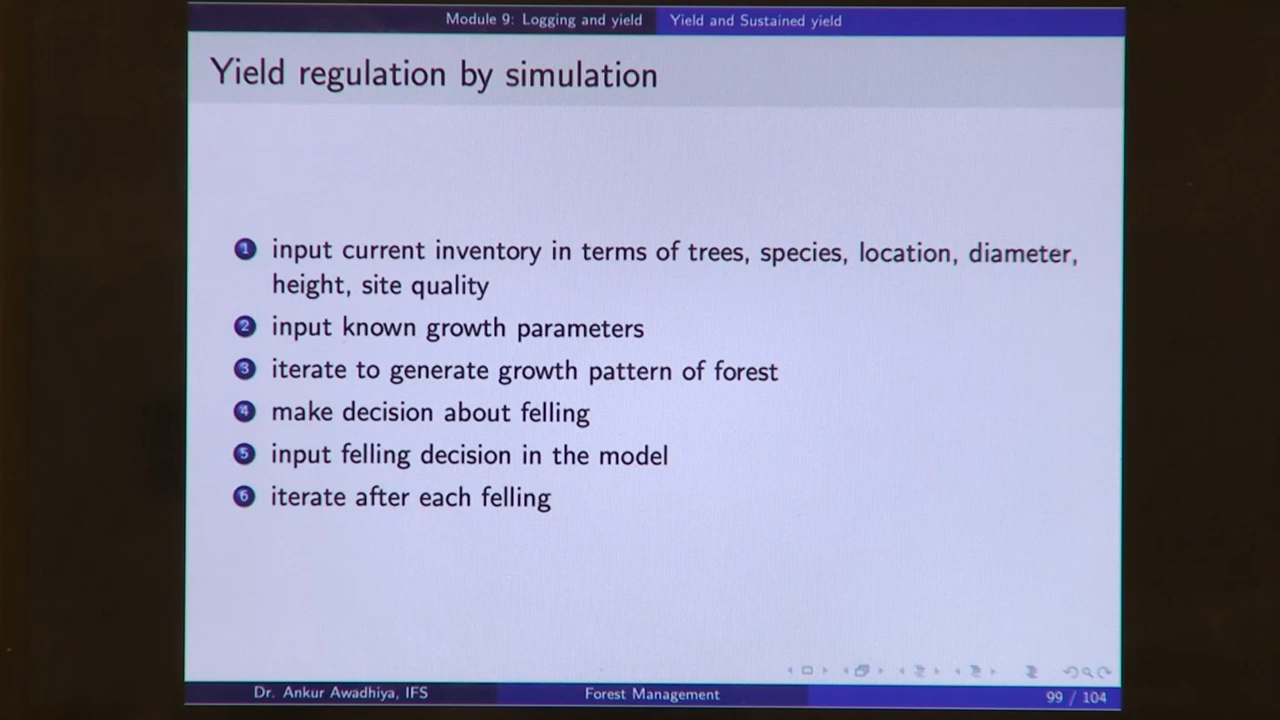 Module 9: Logging and yield
Yield and Sustained yield
Yield regulation by simulation
1 input current inventory in terms of trees, species, location, diameter,
height, site quality
2 input known growth parameters
3 iterate to generate growth pattern of forest
4 make decision about felling
5 input felling decision in the model
6 iterate after each felling
Dr. Ankur Awadhiya, IFS
Forest Management
99 / 104